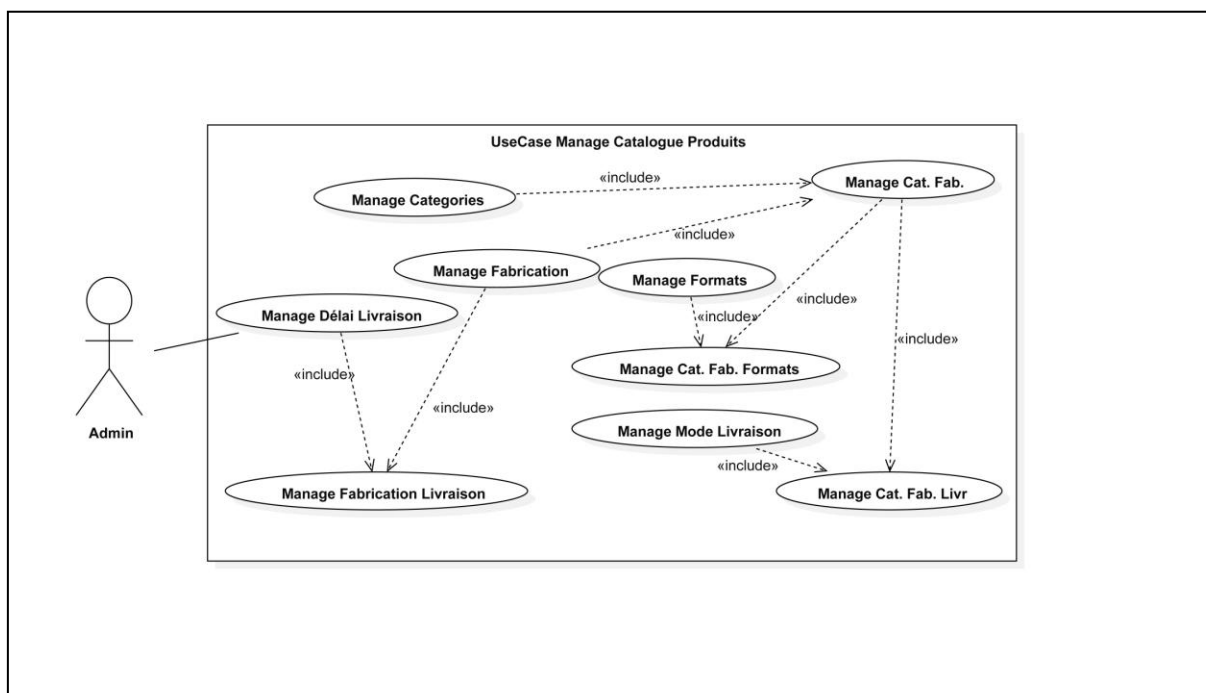 UseCase Manage Catalogue Produits
«include»
Manage Cat. Fab.
Manage Categories
«include»
Manage Fabrication
Manage Formats
«include»
Manage Délai Livraison
«include»
«include»
Manage Cat. Fab. Formats
«include»
«include»
Manage Mode Livraison
Admin
«include»
Manage Fabrication Livraison
Manage Cat. Fab. Livr